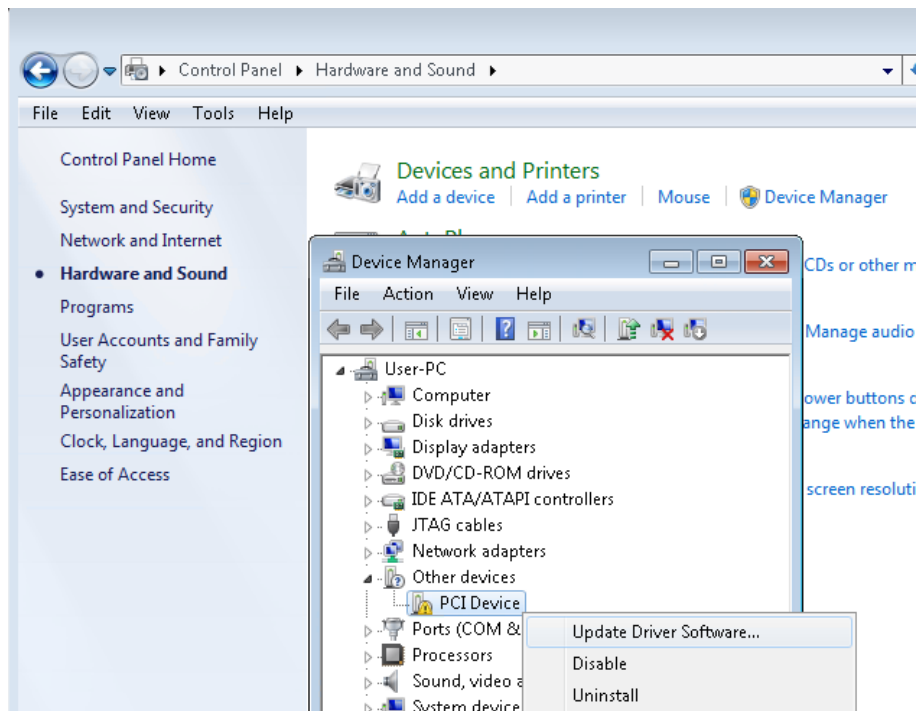 Control Panel Hardware and Sound
File Edit View Tools Help
Control Panel Home
System and Security
Network and Internet
Hardware and Sound
Programs
User Accounts and Family
Safety
Appearance and
Personalization
Clock, Language, and Region
Ease of Access
Devices and Printers
Add a device Add a printer Mouse Device Manager
CDs or other m
Manage audio
ower buttons
ange when the
screen resoluti
Device Manager
File Action View Help
User-PC
Computer
Disk drives
Display adapters
DVD/CD-ROM drives
IDE ATA/ATAPI controllers
JTAG cables
Network adapters
Other devices
PCI Device
Ports (COM &
Processors
Sound, video
System device
Update Driver Software...
Disable
Uninstall